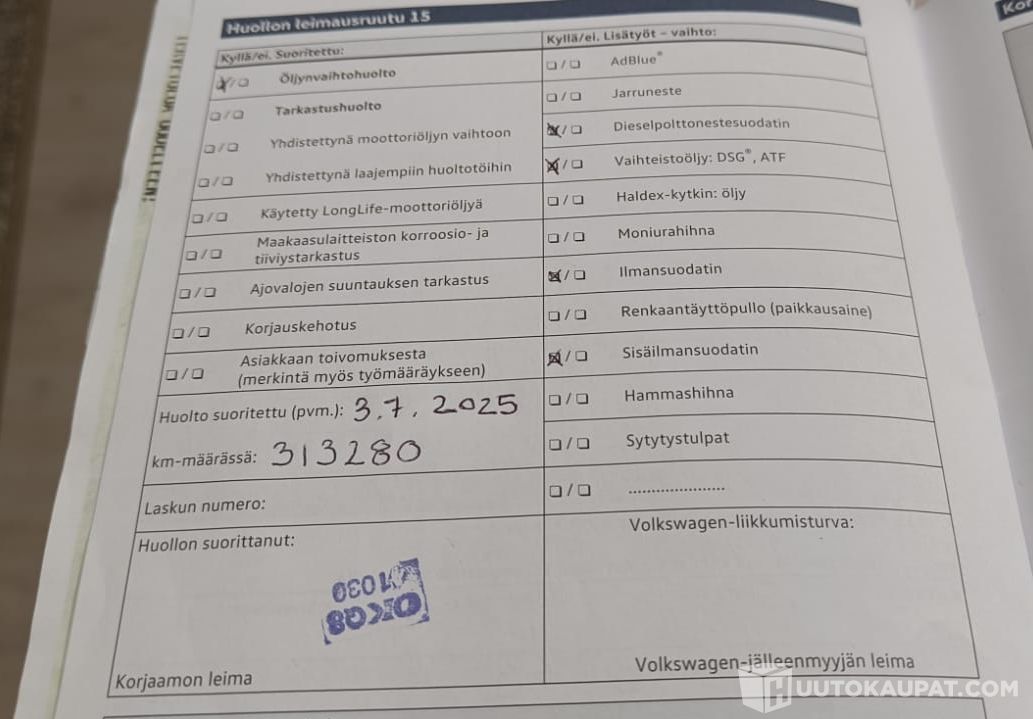 Huollon leimausruutu 15
Kyllä/ei. Suoritettu:
☒/☐ Öljynvaihtohuolto
☐/☐ Tarkastushuolto
☐/☐ Yhdistettynä moottoriöljyn vaihtoon
☐/☐ Yhdistettynä laajempiin huoltotöihin
☐/☐ Käytetty LongLife-moottoriöljyä
☐/☐ Maakaasulaitteiston korroosio- ja
tiiviystarkastus
☐/☐ Ajovalojen suuntauksen tarkastus
☐/☐ Korjauskehotus
☐/☐ Asiakkaan toivomuksesta
(merkintä myös työmääräykseen)
Huolto suoritettu (pvm.): 3.7.2025
km-määrässä: 313280
Laskun numero:
Huollon suorittanut:
1030
Korjaamon leima
Kyllä/ei. Lisätyöt – vaihto:
☐/☐ AdBlue®
☐/☐ Jarruneste
☒/☐ Dieselpolttonestesuodatin
☒/☐ Vaihteistoöljy: DSG®, ATF
☐/☐ Haldex-kytkin: öljy
☐/☐ Moniurahihna
☒/☐ Ilmansuodatin
☐/☐ Renkaantäyttöpullo (paikkausaine)
☒/☐ Sisäilmansuodatin
☐/☐ Hammashihna
☐/☐ Sytytystulpat
☐/☐ ......................
Volkswagen-liikkumisturva:
Volkswagen-jälleenmyyjän leima
HUUTOKAUPAT.COM